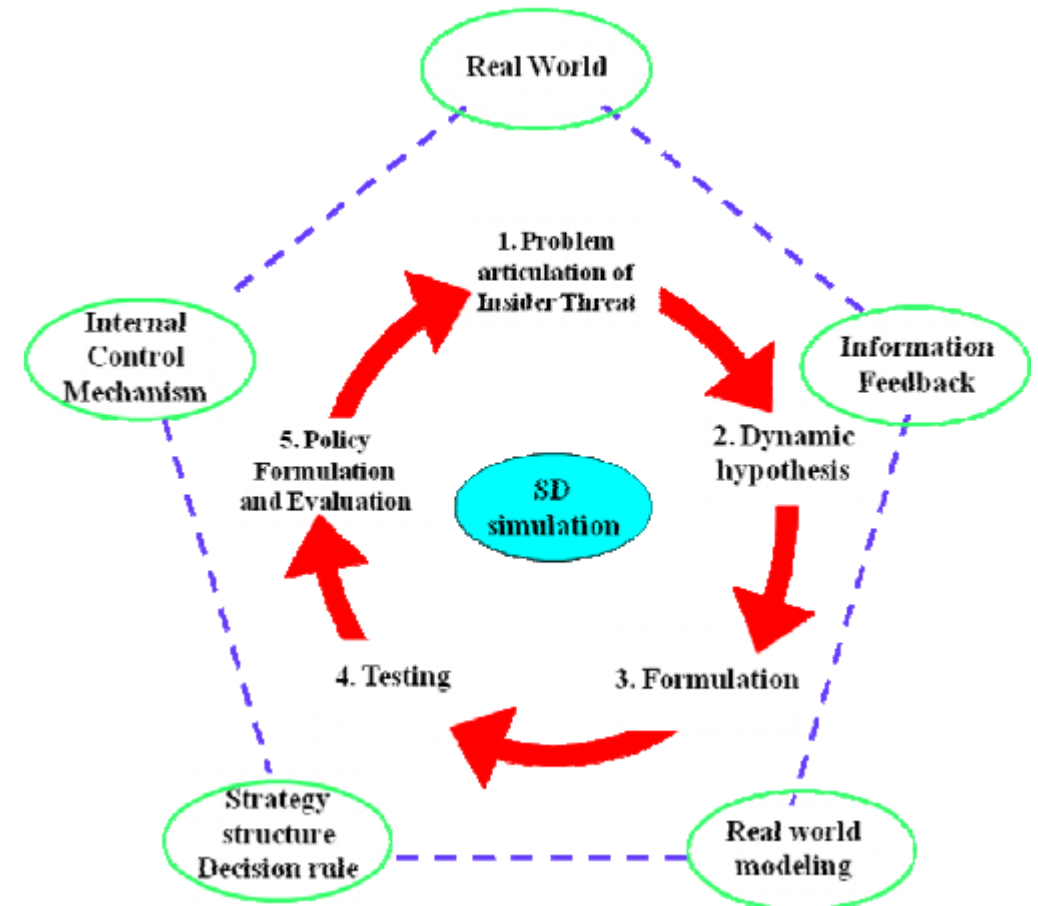 Real World
1. Problem
articulation of
Insider Threat
Internal
Control
Mechanism
Information
Feedback
2. Dynamic
hypothesis
5. Policy
Formulation
and Evaluation
SD
simulation
4. Testing
3. Formulation
Strategy
structure
Decision rule
Real world
modeling